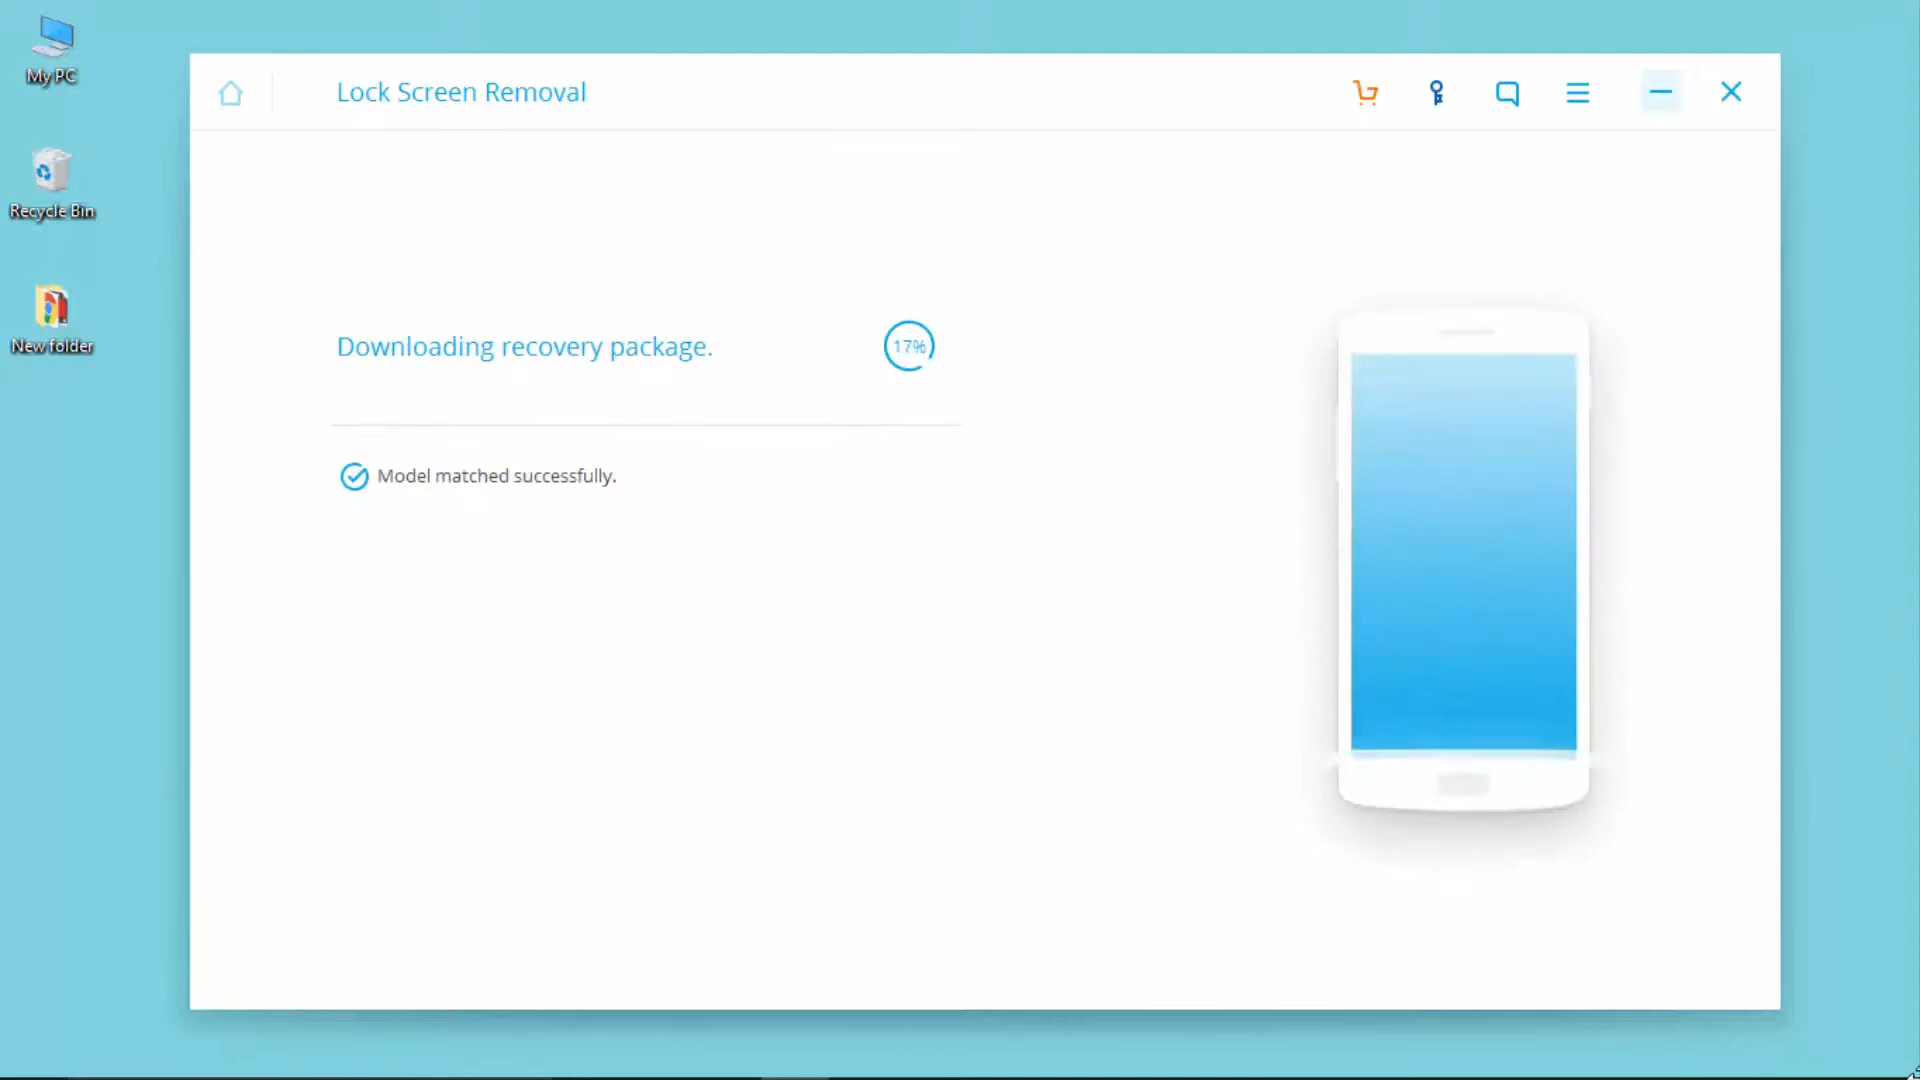 My PC
Recycle Bin
New folder
Lock Screen Removal
Downloading recovery package.
17%
Model matched successfully.